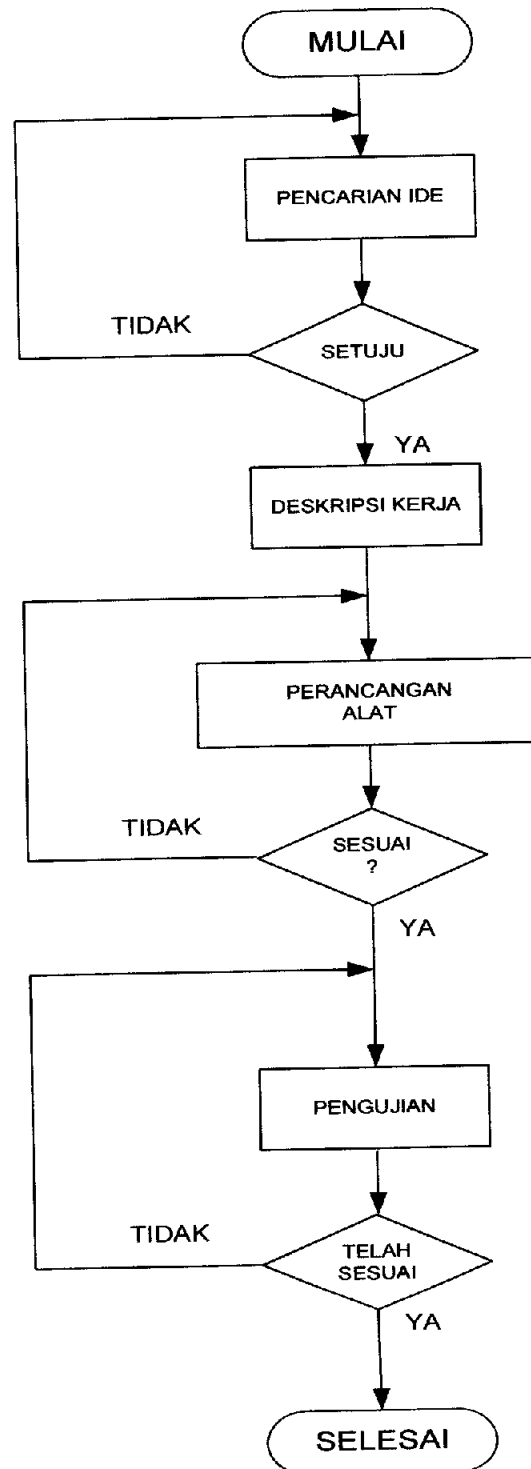 MULAI
PENCARIAN IDE
TIDAK
SETUJU
YA
DESKRIPSI KERJA
PERANCANGAN
ALAT
TIDAK
SESUAI
?
YA
PENGUJIAN
TIDAK
TELAH
SESUAI
YA
SELESAI